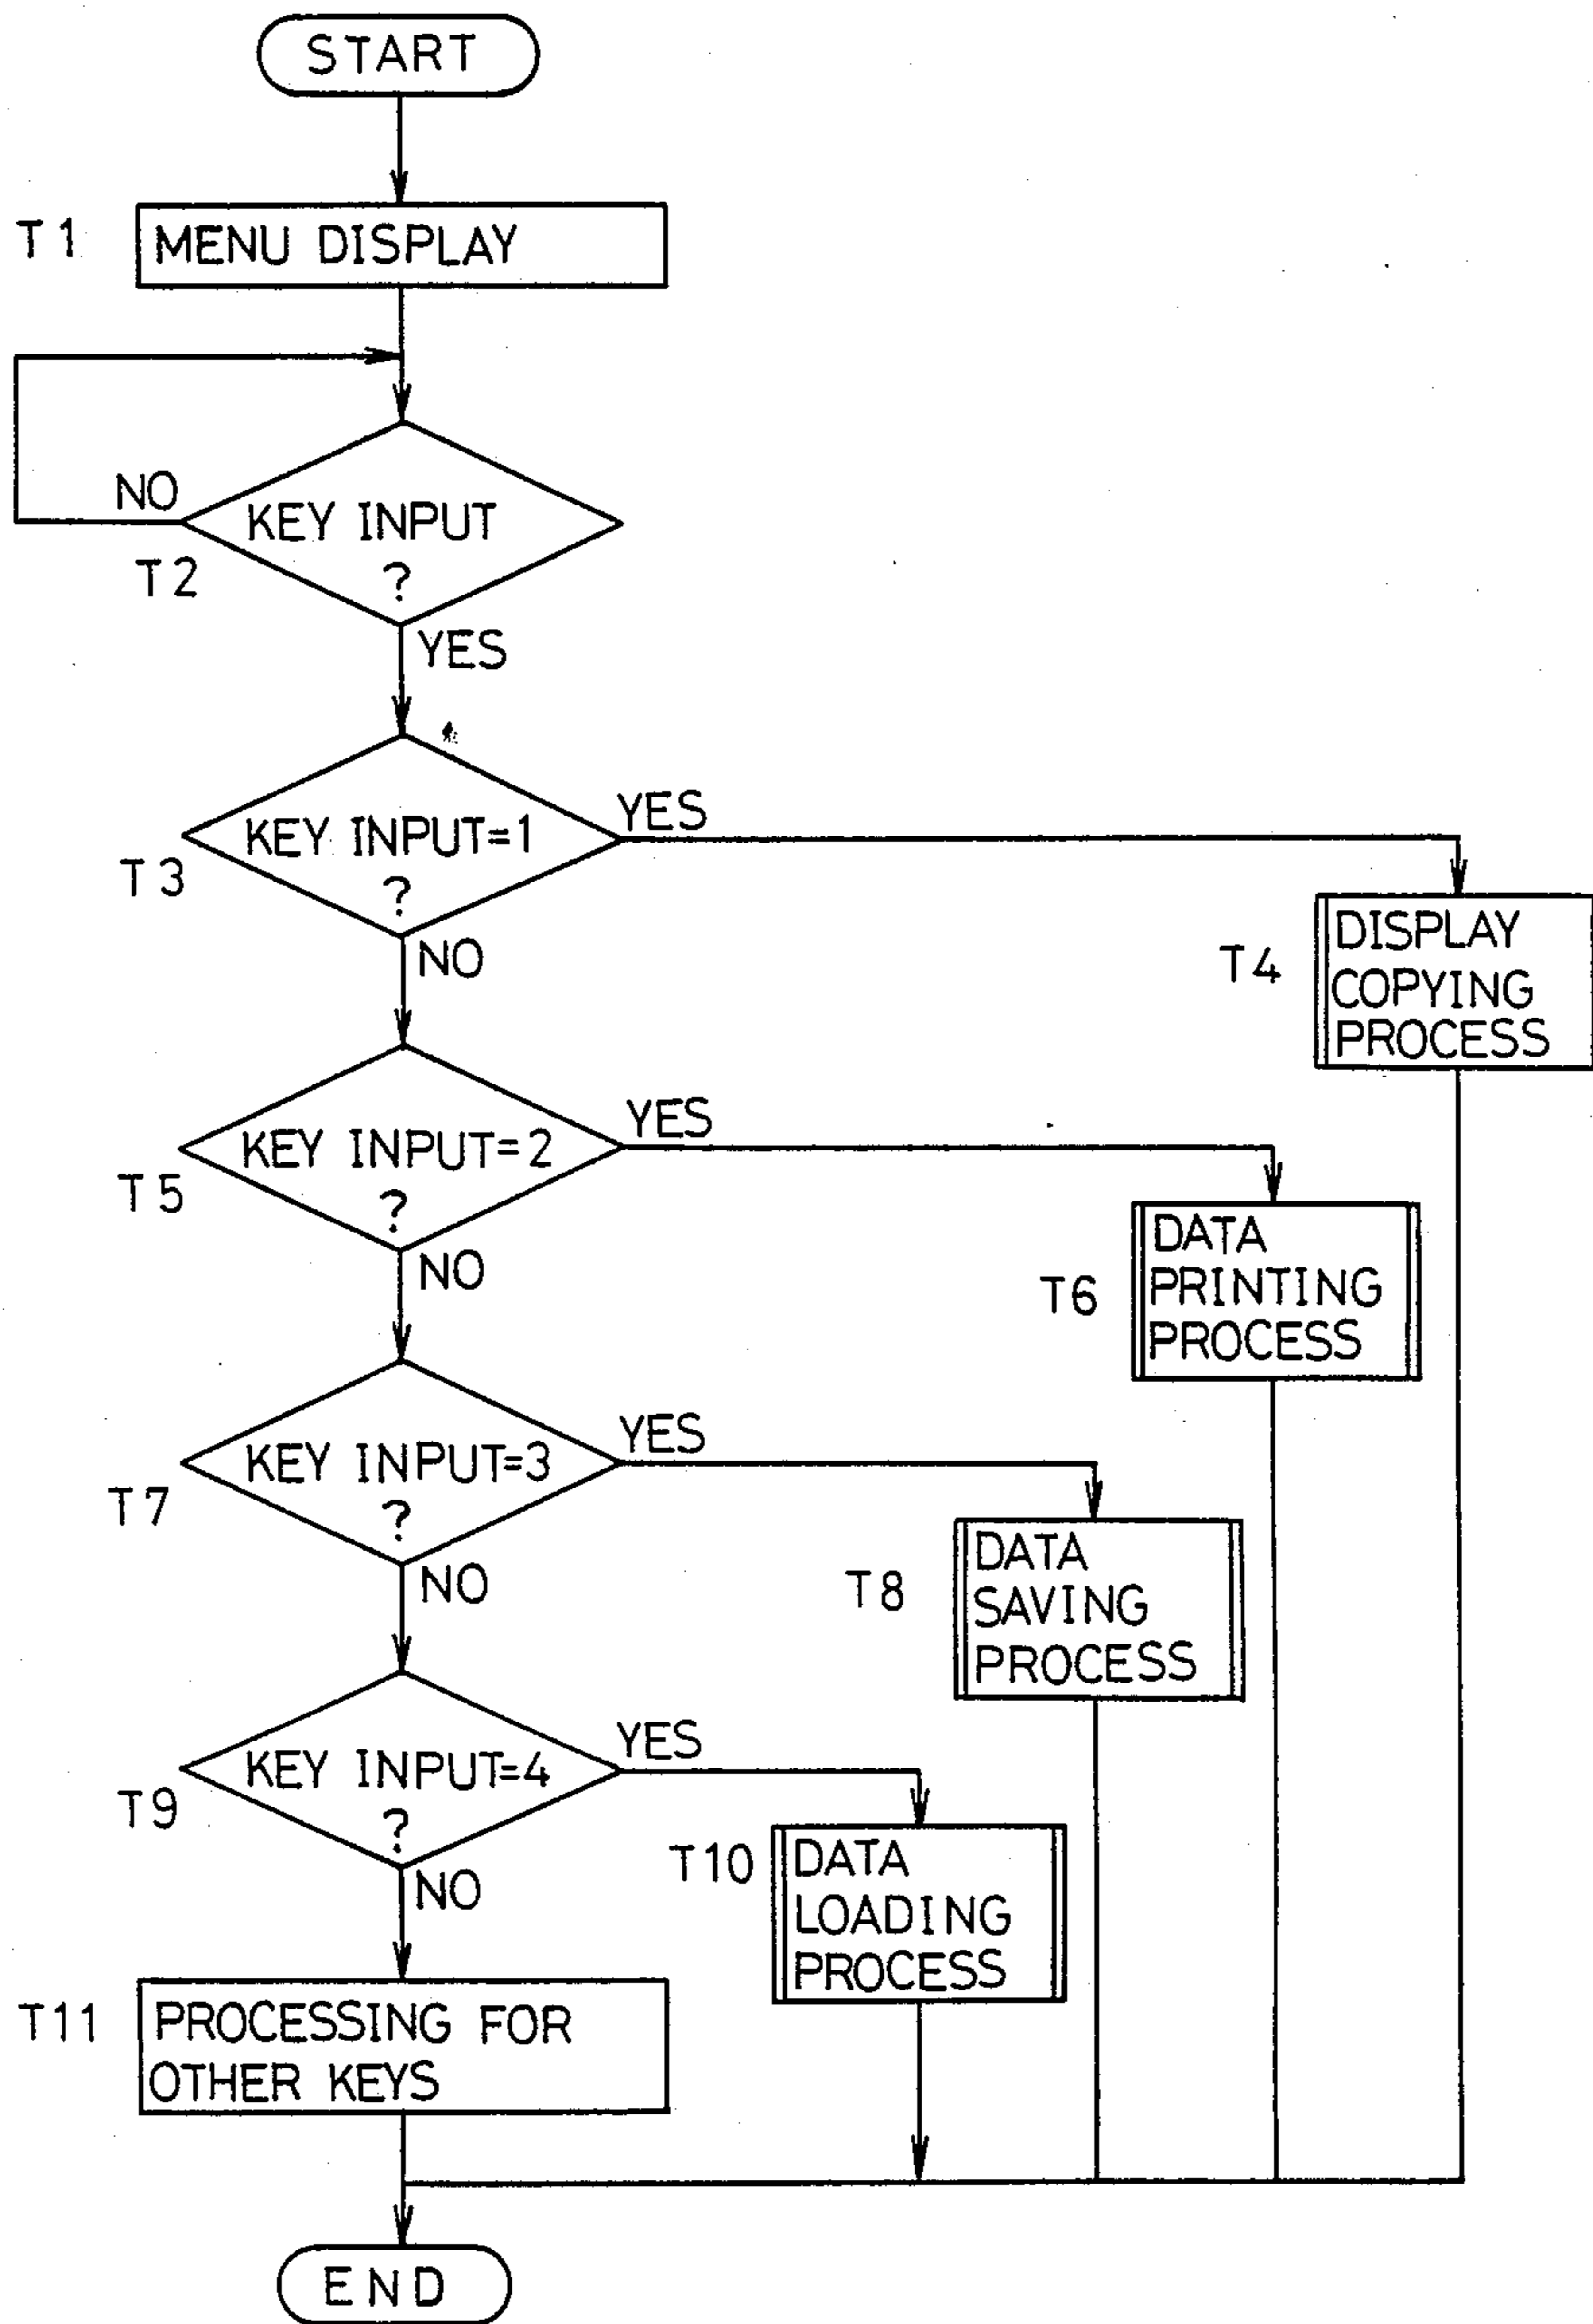 START
T1
MENU DISPLAY
NO
KEY INPUT
T2
?
YES
KEY INPUT=1
YES
T3
?
NO
T4
DISPLAY
COPYING
PROCESS
KEY INPUT=2
YES
T5
?
NO
T6
DATA
PRINTING
PROCESS
KEY INPUT=3
YES
T7
?
NO
T8
DATA
SAVING
PROCESS
KEY INPUT=4
YES
T9
?
NO
T10
DATA
LOADING
PROCESS
T11
PROCESSING FOR
OTHER KEYS
END